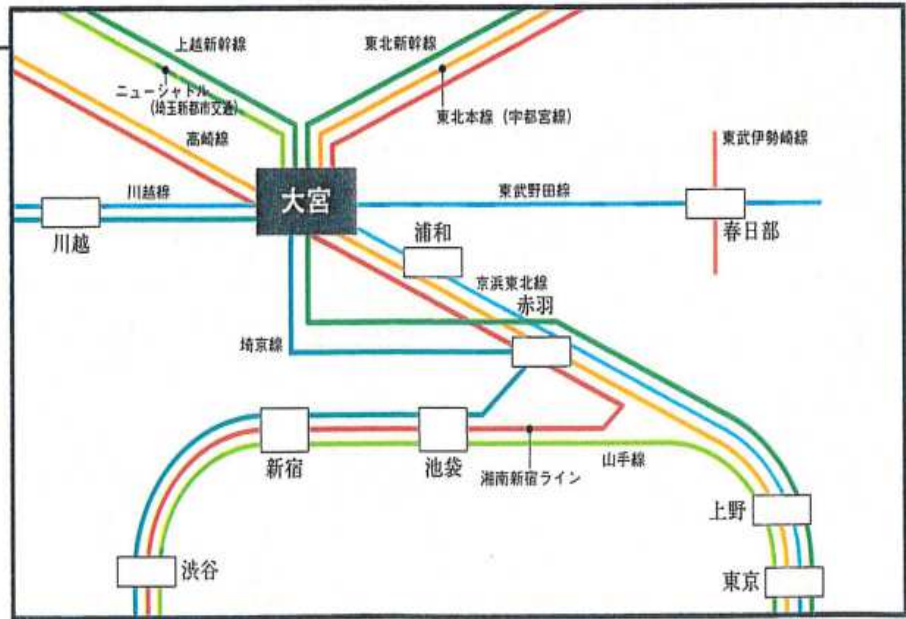 上越新幹線
東北新幹線
ニューシャトル
(埼玉新都市交通)
東北本線（宇都宮線）
高崎線
東武伊勢崎線
川越線
大宮
東武野田線
川越
浦和
春日部
京浜東北線
赤羽
埼京線
新宿
池袋
湘南新宿ライン
山手線
上野
渋谷
東京